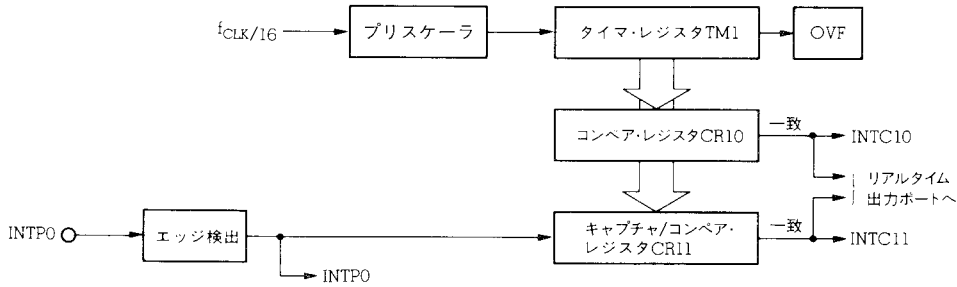 fCLK/16
プリスケーラ
タイマ・レジスタTM1
OVF
コンペア・レジスタCR10
一致
INTC10
リアルタイム
出力ポートへ
INTP0
エッジ検出
キャプチャ/コンペア・
レジスタCR11
一致
INTC11
INTP0